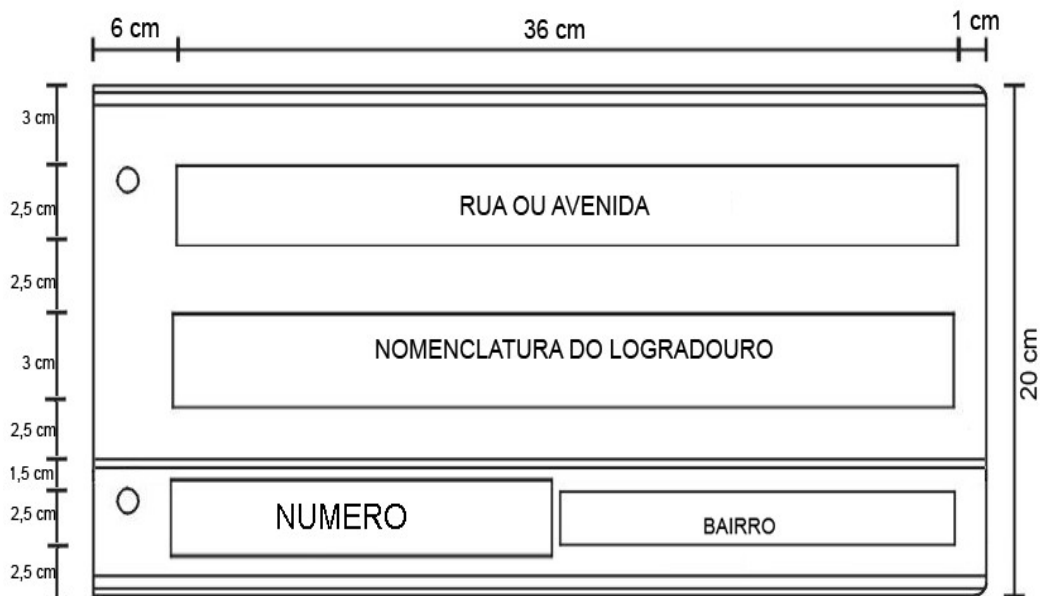 6 cm 36 cm 1 cm
3 cm
2,5 cm
RUA OU AVENIDA
2,5 cm
3 cm
NOMENCLATURA DO LOGRADOURO
20 cm
2,5 cm
1,5 cm
2,5 cm
NUMERO
BAIRRO
2,5 cm